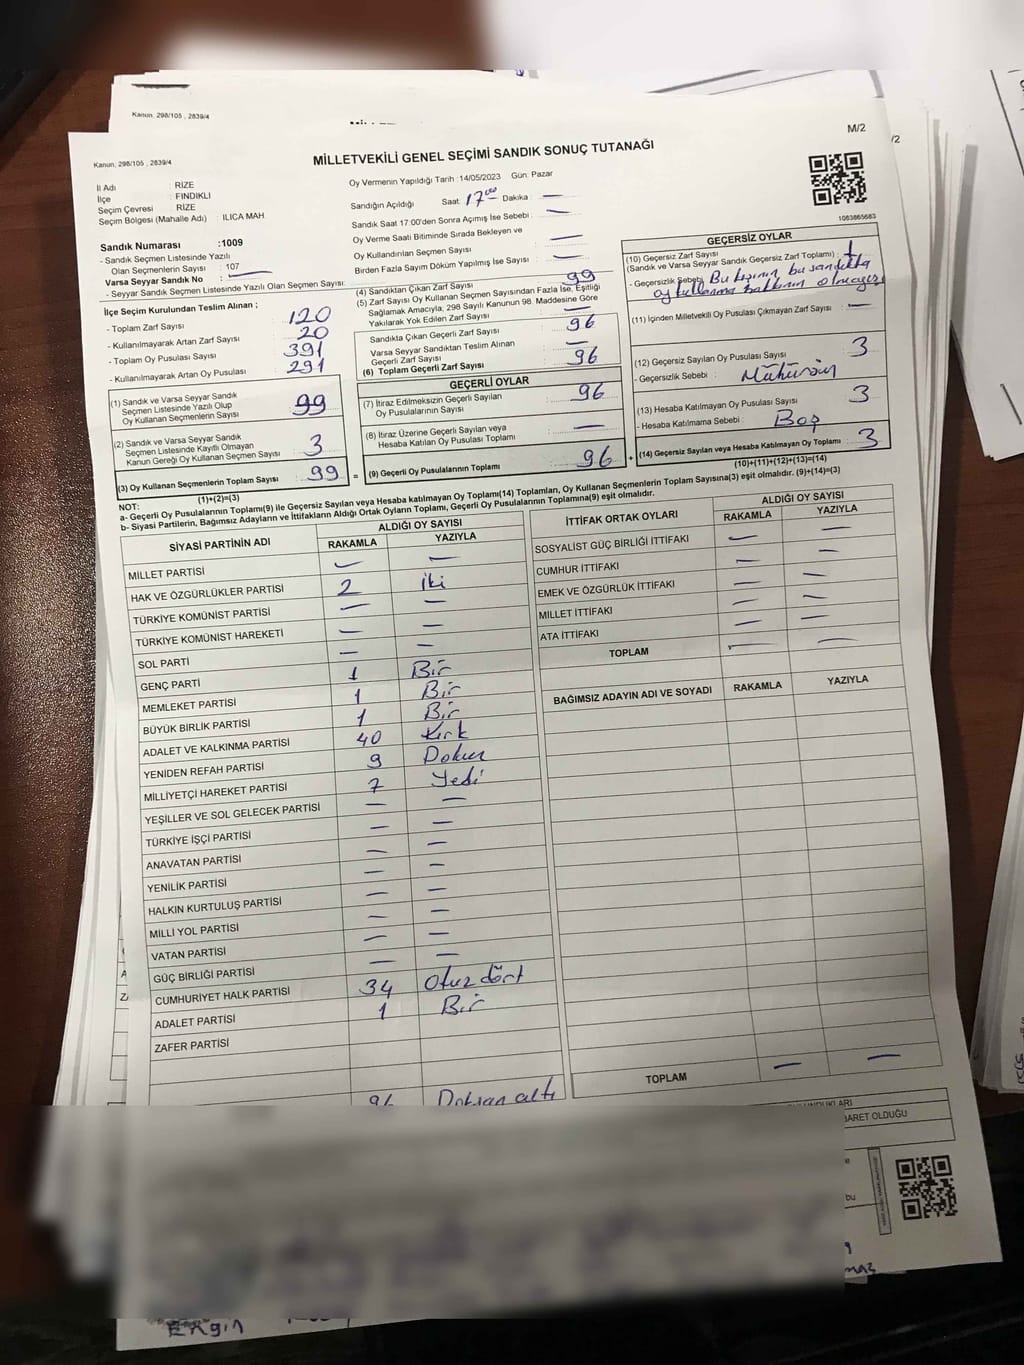 Kanun, 298/105 , 2839/4
M/2
/2
Kanun, 298/105 , 2839/4
MİLLETVEKİLİ GENEL SEÇİMİ SANDIK SONUÇ TUTANAĞI
İl Adı : RİZE
İlçe : FINDIKLI
Seçim Çevresi : RİZE
Seçim Bölgesi (Mahalle Adı) : ILICA MAH.
Sandık Numarası :1009
- Sandık Seçmen Listesinde Yazılı
Olan Seçmenlerin Sayısı : 107
Varsa Seyyar Sandık No :
- Seyyar Sandık Seçmen Listesinde Yazılı Olan Seçmen Sayısı:
Oy Vermenin Yapıldığı Tarih :14/05/2023 Gün: Pazar
Sandığın Açıldığı Saat: 17.00 Dakika : —
Sandık Saat 17:00'den Sonra Açımış İse Sebebi : —
Oy Verme Saati Bitiminde Sırada Bekleyen ve
Oy Kullandırılan Seçmen Sayısı : —
Birden Fazla Sayım Döküm Yapılmış İse Sayısı : —
1083865683
İlçe Seçim Kurulundan Teslim Alınan ;
- Toplam Zarf Sayısı : 120
- Kullanılmayarak Artan Zarf Sayısı : 20
- Toplam Oy Pusulası Sayısı : 391
- Kullanılmayarak Artan Oy Pusulası : 291
(1) Sandık ve Varsa Seyyar Sandık
Seçmen Listesinde Yazılı Olup
Oy Kullanan Seçmenlerin Sayısı : 99
(2) Sandık ve Varsa Seyyar Sandık
Seçmen Listesinde Kayıtlı Olmayan
Kanun Gereği Oy Kullanan Seçmen Sayısı : 3
(3) Oy Kullanan Seçmenlerin Toplam Sayısı : 99
(1)+(2)=(3)
(4) Sandıktan Çıkan Zarf Sayısı : 99
(5) Zarf Sayısı Oy Kullanan Seçmen Sayısından Fazla İse, Eşitliği
Sağlamak Amacıyla, 298 Sayılı Kanunun 98. Maddesine Göre
Yakılarak Yok Edilen Zarf Sayısı : —
Sandıkta Çıkan Geçerli Zarf Sayısı : 96
Varsa Seyyar Sandıktan Teslim Alınan
Geçerli Zarf Sayısı : —
(6) Toplam Geçerli Zarf Sayısı : 96
GEÇERLİ OYLAR
(7) İtiraz Edilmeksizin Geçerli Sayılan
Oy Pusulalarının Sayısı : 96
(8) İtiraz Üzerine Geçerli Sayılan veya
Hesaba Katılan Oy Pusulası Toplamı : —
= (9) Geçerli Oy Pusulalarının Toplamı : 96
GEÇERSİZ OYLAR
(10) Geçersiz Zarf Sayısı
(Sandık ve Varsa Seyyar Sandık Geçersiz Zarf Toplamı) :
- Geçersizlik Sebebi : Bu kişinin bu sandıkta
oy kullanma hakkının olmayışı
(11) İçinden Milletvekili Oy Pusulası Çıkmayan Zarf Sayısı : —
(12) Geçersiz Sayılan Oy Pusulası Sayısı : 3
- Geçersizlik Sebebi : Mühürsün
(13) Hesaba Katılmayan Oy Pusulası Sayısı : 3
- Hesaba Katılmama Sebebi : Boş
+ (14) Geçersiz Sayılan veya Hesaba Katılmayan Oy Toplamı : 3
(10)+(11)+(12)+(13)=(14)
NOT:
a- Geçerli Oy Pusulalarının Toplamı(9) ile Geçersiz Sayılan veya Hesaba katılmayan Oy Toplamı(14) Toplamları, Oy Kullanan Seçmenlerin Toplam Sayısına(3) eşit olmalıdır. (9)+(14)=(3)
b- Siyasi Partilerin, Bağımsız Adayların ve İttifakların Aldığı Ortak Oyların Toplamı, Geçerli Oy Pusulalarının Toplamına(9) eşit olmalıdır.
SİYASİ PARTİNİN ADI ALDIĞI OY SAYISI
RAKAMLA YAZIYLA
MİLLET PARTİSİ — —
HAK VE ÖZGÜRLÜKLER PARTİSİ 2 iki
TÜRKİYE KOMÜNİST PARTİSİ — —
TÜRKİYE KOMÜNİST HAREKETİ — —
SOL PARTİ — —
GENÇ PARTİ 1 Bir
MEMLEKET PARTİSİ 1 Bir
BÜYÜK BİRLİK PARTİSİ 1 Bir
ADALET VE KALKINMA PARTİSİ 40 Kırk
YENİDEN REFAH PARTİSİ 9 Dokuz
MİLLİYETÇİ HAREKET PARTİSİ 7 Yedi
YEŞİLLER VE SOL GELECEK PARTİSİ — —
TÜRKİYE İŞÇİ PARTİSİ — —
ANAVATAN PARTİSİ — —
YENİLİK PARTİSİ — —
HALKIN KURTULUŞ PARTİSİ — —
MİLLİ YOL PARTİSİ — —
VATAN PARTİSİ — —
GÜÇ BİRLİĞİ PARTİSİ — —
CUMHURİYET HALK PARTİSİ 34 Otuz dört
ADALET PARTİSİ 1 Bir
ZAFER PARTİSİ
96 Doksan altı
İTTİFAK ORTAK OYLARI ALDIĞI OY SAYISI
RAKAMLA YAZIYLA
SOSYALİST GÜÇ BİRLİĞİ İTTİFAKI — —
CUMHUR İTTİFAKI — —
EMEK VE ÖZGÜRLÜK İTTİFAKI — —
MİLLET İTTİFAKI — —
ATA İTTİFAKI — —
TOPLAM — —
BAĞIMSIZ ADAYIN ADI VE SOYADI RAKAMLA YAZIYLA
TOPLAM — —
BARET OLDUĞU
bu
Ergin